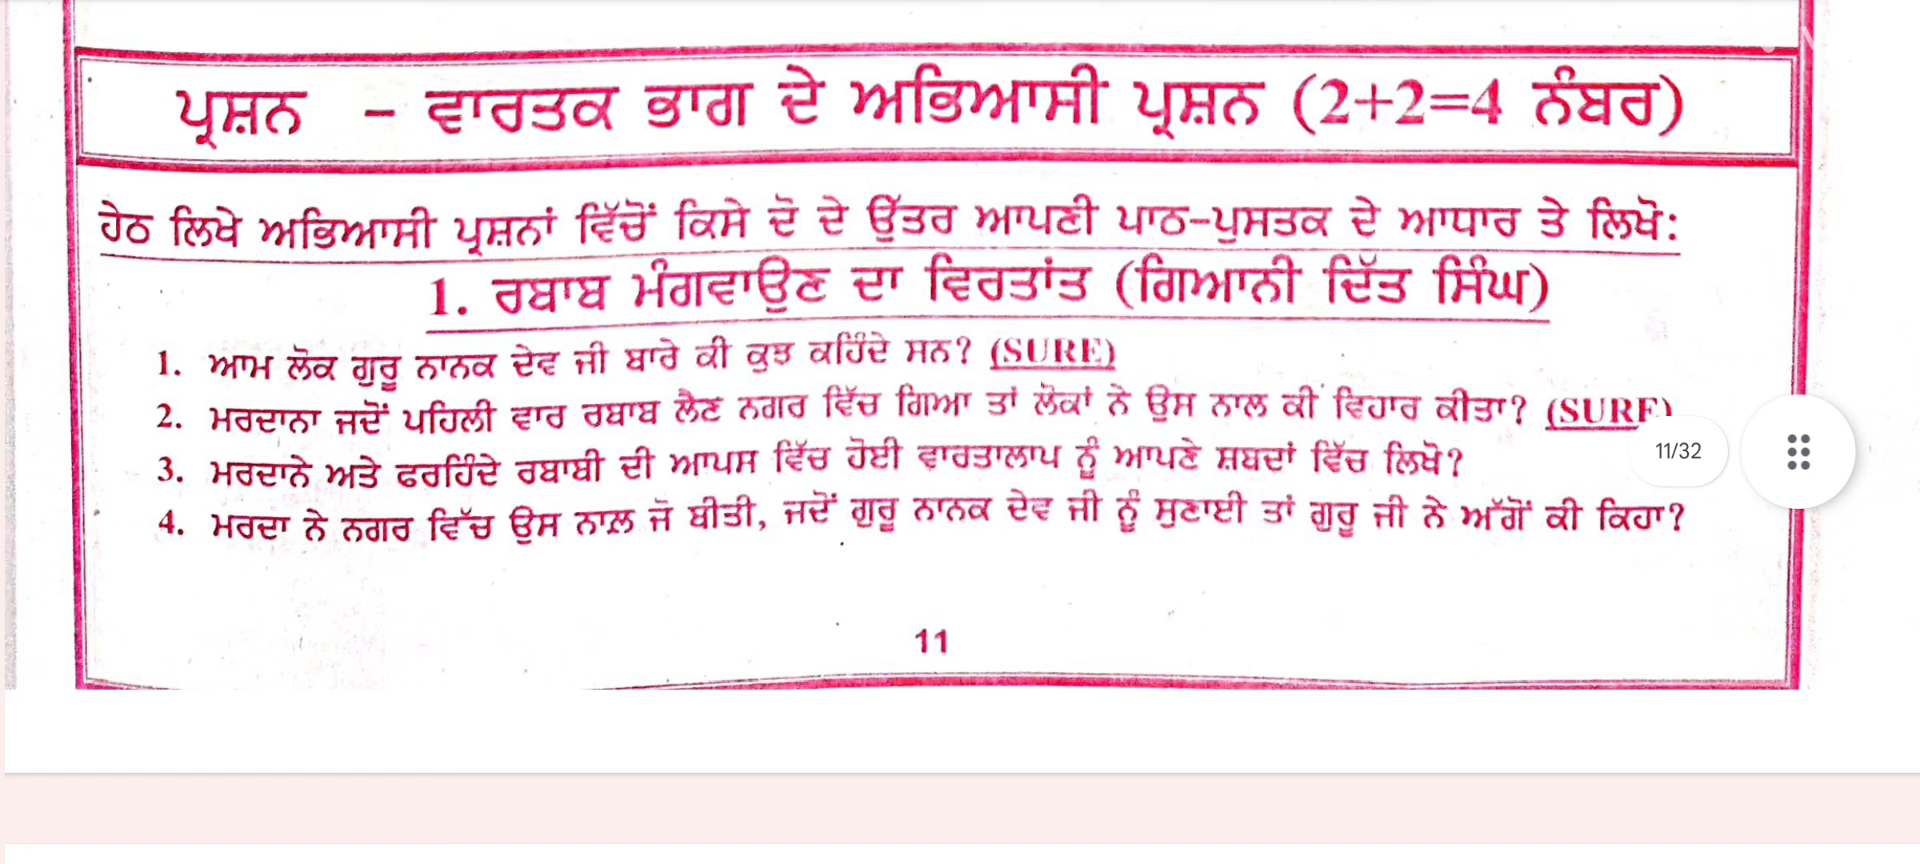 ਪ੍ਰਸ਼ਨ - ਵਾਰਤਕ ਭਾਗ ਦੇ ਅਭਿਆਸੀ ਪ੍ਰਸ਼ਨ (2+2=4 ਨੰਬਰ)
ਹੇਠ ਲਿਖੇ ਅਭਿਆਸੀ ਪ੍ਰਸ਼ਨਾਂ ਵਿੱਚੋਂ ਕਿਸੇ ਦੋ ਦੇ ਉੱਤਰ ਆਪਣੀ ਪਾਠ-ਪੁਸਤਕ ਦੇ ਆਧਾਰ ਤੇ ਲਿਖੋ:
1. ਰਬਾਬ ਮੰਗਵਾਉਣ ਦਾ ਵਿਰਤਾਂਤ (ਗਿਆਨੀ ਦਿੱਤ ਸਿੰਘ)
1. ਆਮ ਲੋਕ ਗੁਰੂ ਨਾਨਕ ਦੇਵ ਜੀ ਬਾਰੇ ਕੀ ਕੁਝ ਕਹਿੰਦੇ ਸਨ? (SURE)
2. ਮਰਦਾਨਾ ਜਦੋਂ ਪਹਿਲੀ ਵਾਰ ਰਬਾਬ ਲੈਣ ਨਗਰ ਵਿੱਚ ਗਿਆ ਤਾਂ ਲੋਕਾਂ ਨੇ ਉਸ ਨਾਲ ਕੀ ਵਿਹਾਰ ਕੀਤਾ? (SURE)
3. ਮਰਦਾਨੇ ਅਤੇ ਫਰਹਿੰਦੇ ਰਬਾਬੀ ਦੀ ਆਪਸ ਵਿੱਚ ਹੋਈ ਵਾਰਤਾਲਾਪ ਨੂੰ ਆਪਣੇ ਸ਼ਬਦਾਂ ਵਿੱਚ ਲਿਖੋ?
11/32
4. ਮਰਦਾ ਨੇ ਨਗਰ ਵਿੱਚ ਉਸ ਨਾਲ਼ ਜੋ ਬੀਤੀ, ਜਦੋਂ ਗੁਰੂ ਨਾਨਕ ਦੇਵ ਜੀ ਨੂੰ ਸੁਣਾਈ ਤਾਂ ਗੁਰੂ ਜੀ ਨੇ ਅੱਗੋਂ ਕੀ ਕਿਹਾ?
11